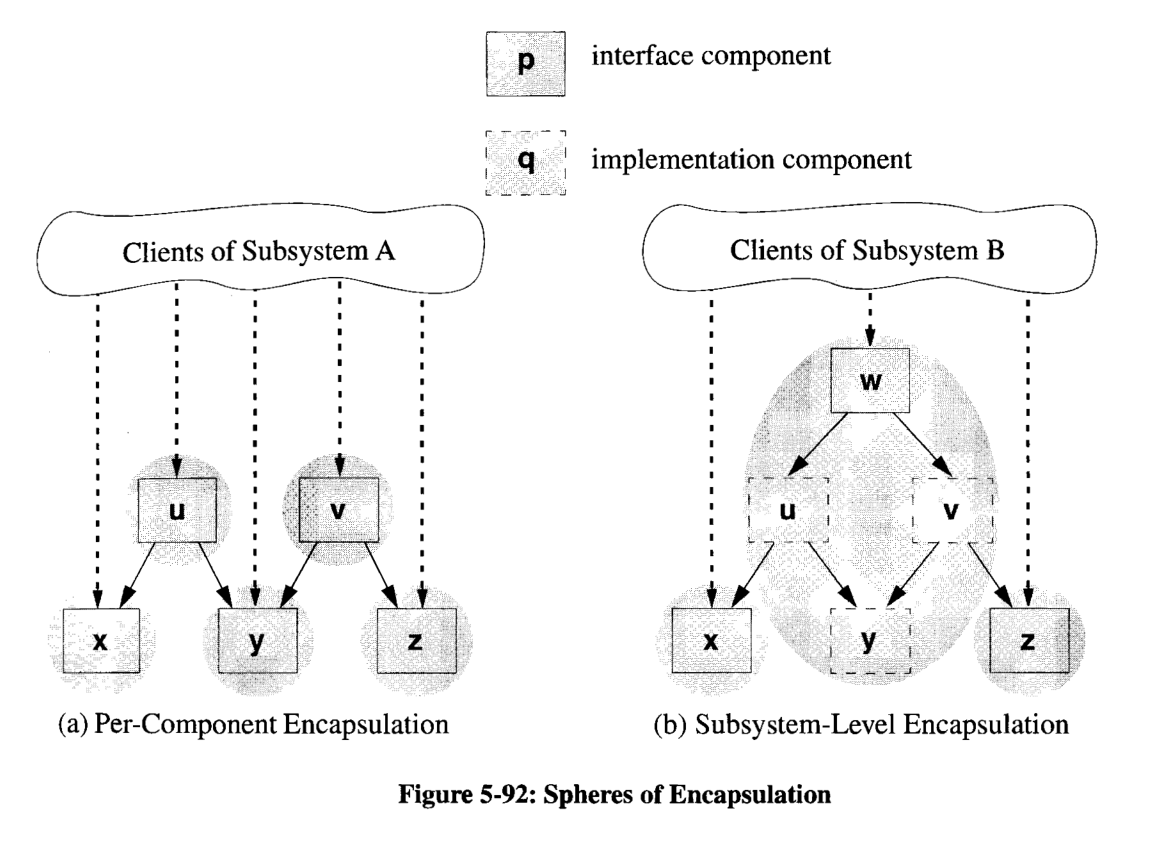 p interface component
q implementation component
Clients of Subsystem A
Clients of Subsystem B
w
u v
u v
x y z
x y z
(a) Per-Component Encapsulation
(b) Subsystem-Level Encapsulation
Figure 5-92: Spheres of Encapsulation